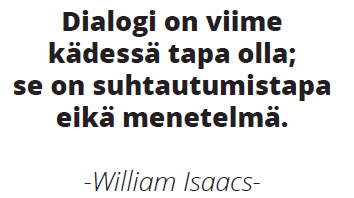 Dialogi on viime
kädessä tapa olla;
se on suhtautumistapa
eikä menetelmä.
-William Isaacs-